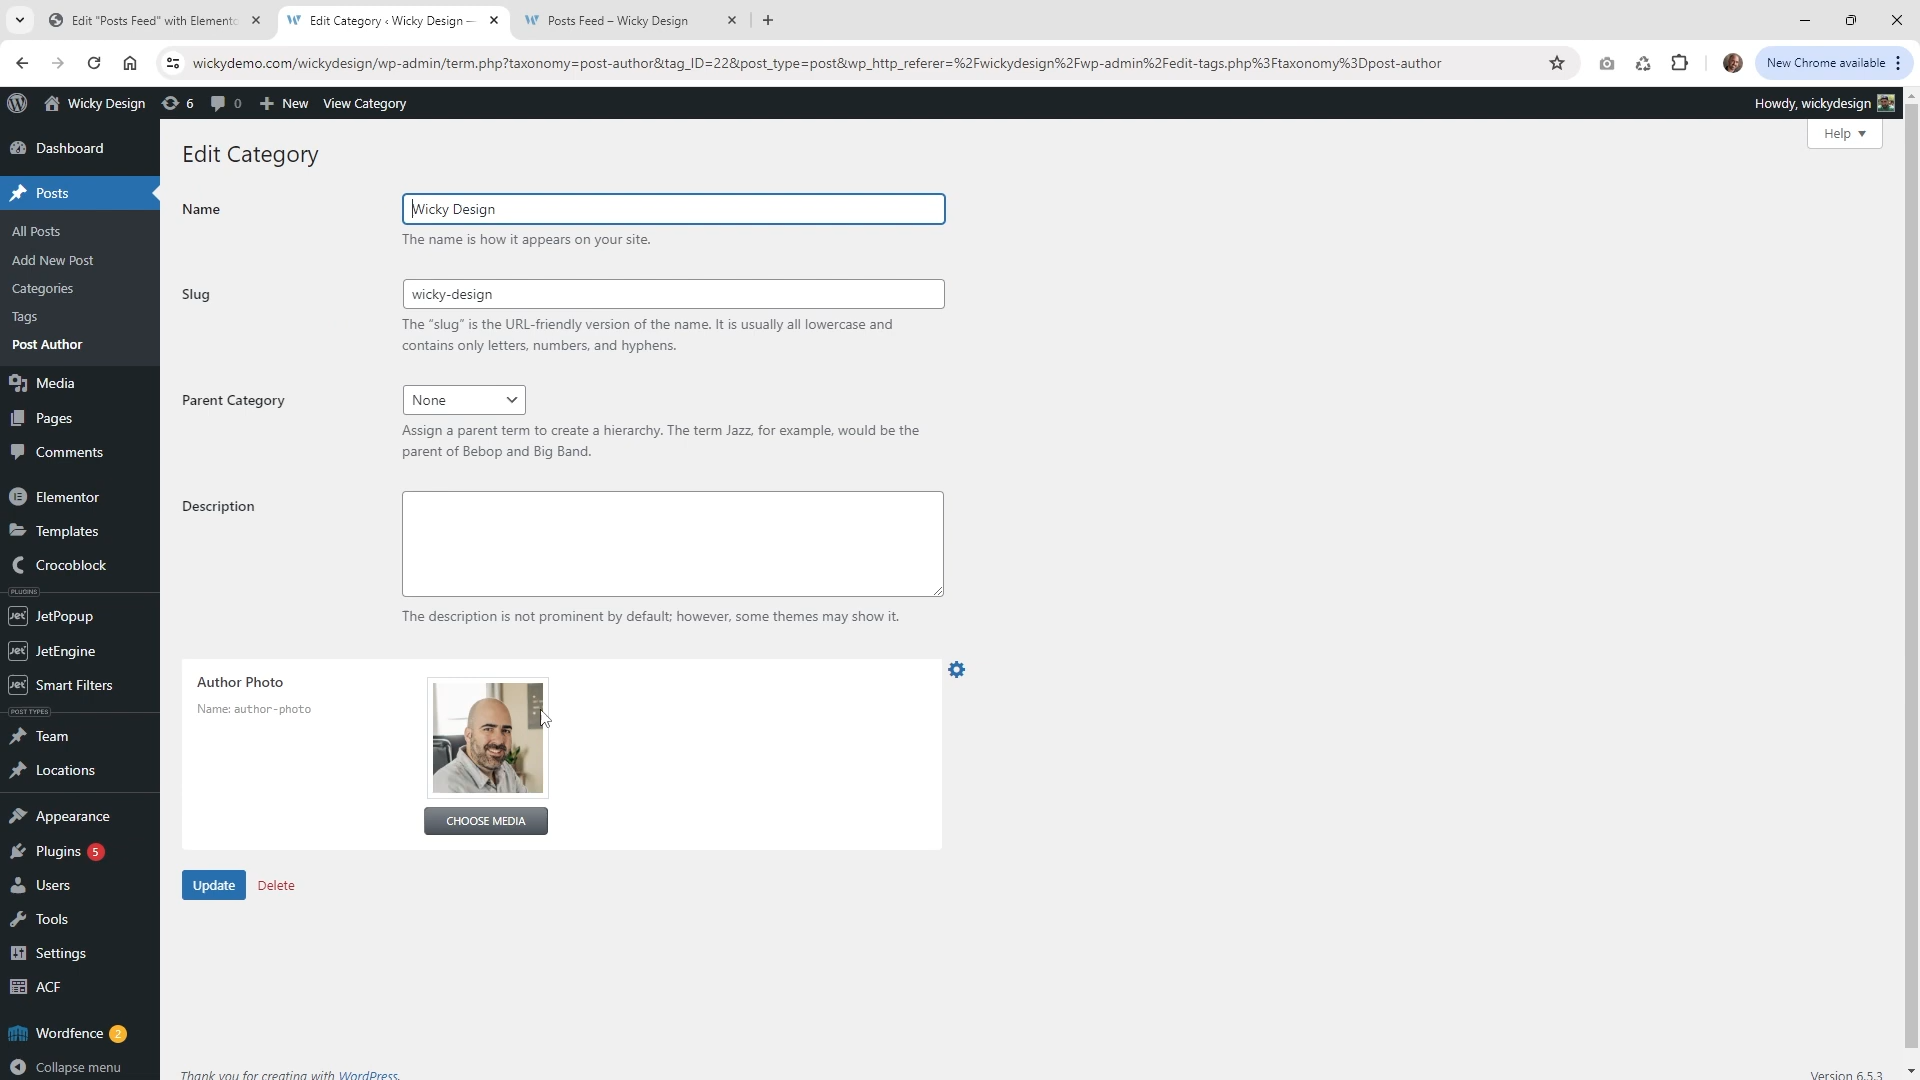 Edit "Posts Feed" with Elemento
Edit Category ‹ Wicky Design —
Posts Feed – Wicky Design
wickydemo.com/wickydesign/wp-admin/term.php?taxonomy=post-author&tag_ID=22&post_type=post&wp_http_referer=%2Fwickydesign%2Fwp-admin%2Fedit-tags.php%3Ftaxonomy%3Dpost-author
New Chrome available
Wicky Design
6
0
New
View Category
Howdy, wickydesign
Help
Dashboard
Posts
All Posts
Add New Post
Categories
Tags
Post Author
Media
Pages
Comments
Elementor
Templates
Crocoblock
PLUGINS
Jet JetPopup
Jet JetEngine
Jet Smart Filters
POST TYPES
Team
Locations
Appearance
Plugins 5
Users
Tools
Settings
ACF
Wordfence 2
Collapse menu
Edit Category
Name
Wicky Design
The name is how it appears on your site.
Slug
wicky-design
The “slug” is the URL-friendly version of the name. It is usually all lowercase and
contains only letters, numbers, and hyphens.
Parent Category
None
Assign a parent term to create a hierarchy. The term Jazz, for example, would be the
parent of Bebop and Big Band.
Description
The description is not prominent by default; however, some themes may show it.
Author Photo
Name: author-photo
CHOOSE MEDIA
Update
Delete
Thank you for creating with WordPress.
Version 6.5.3